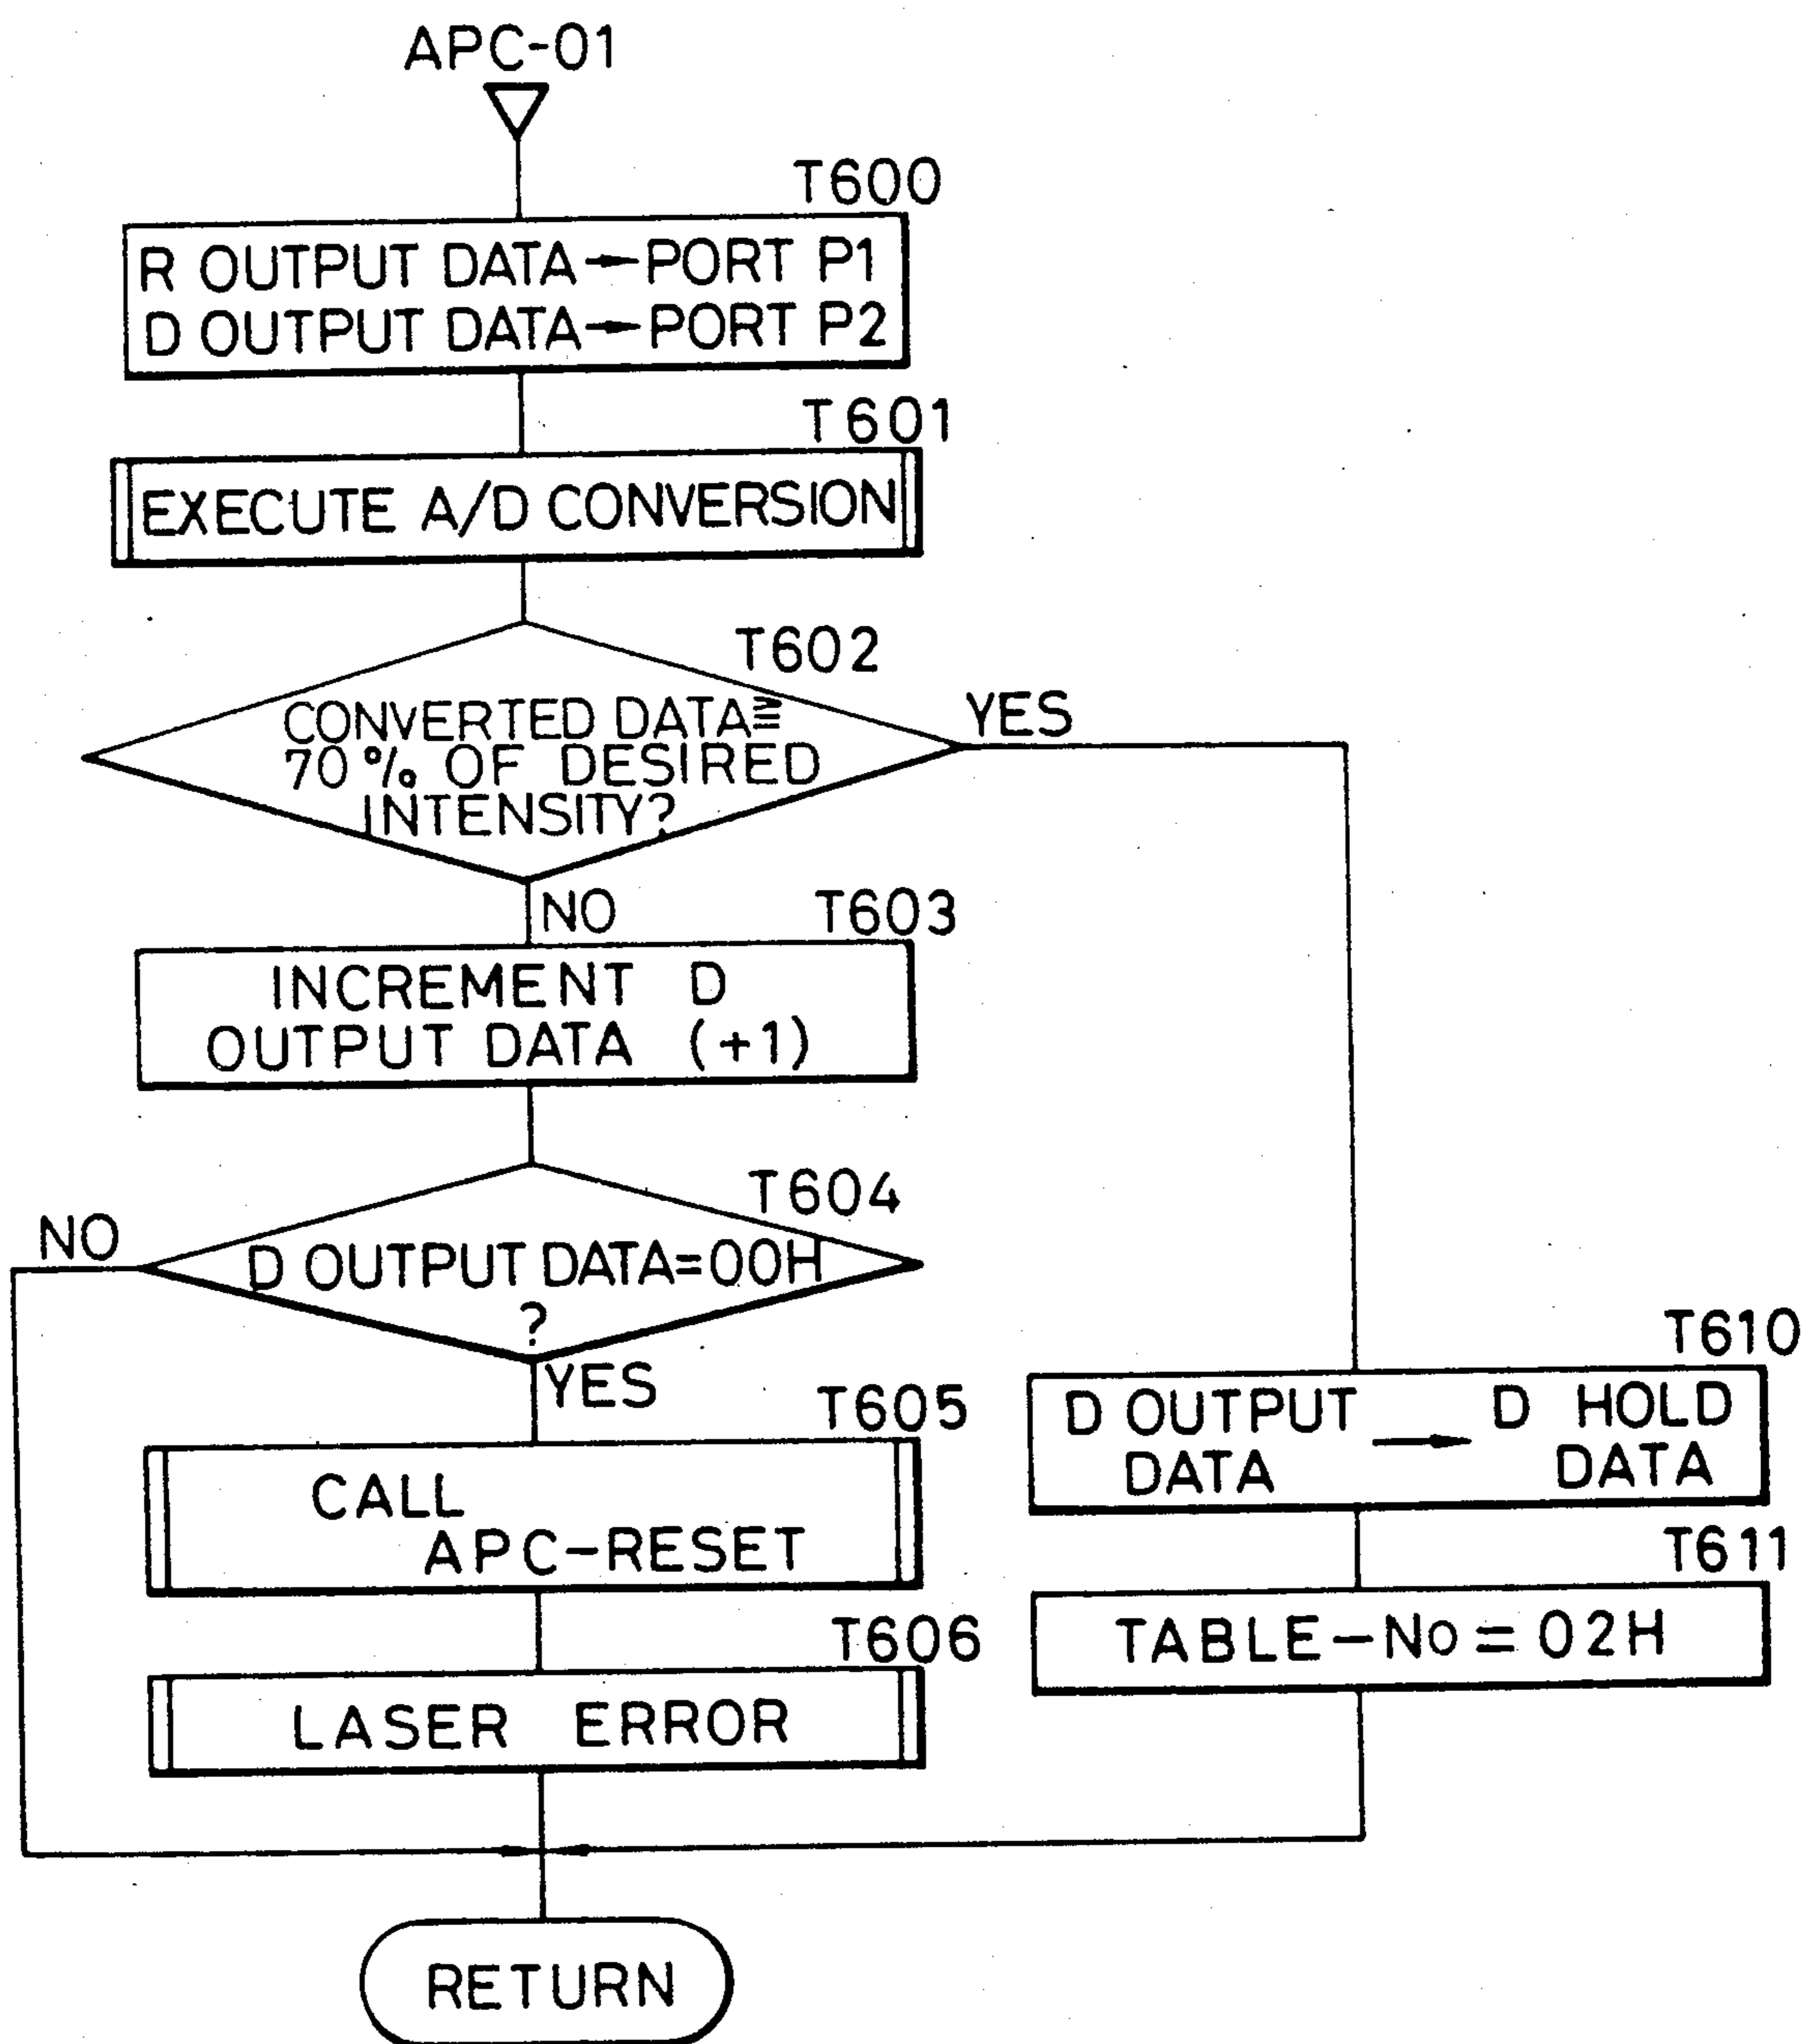 APC-01
T600
R OUTPUT DATA→PORT P1
D OUTPUT DATA→PORT P2
T601
EXECUTE A/D CONVERSION
T602
CONVERTED DATA≧
70% OF DESIRED
INTENSITY?
YES
NO
T603
INCREMENT D
OUTPUT DATA (+1)
T604
NO
D OUTPUT DATA=00H
?
YES
T605
CALL
APC-RESET
T606
LASER ERROR
T610
D OUTPUT → D HOLD
DATA DATA
T611
TABLE-No=02H
RETURN